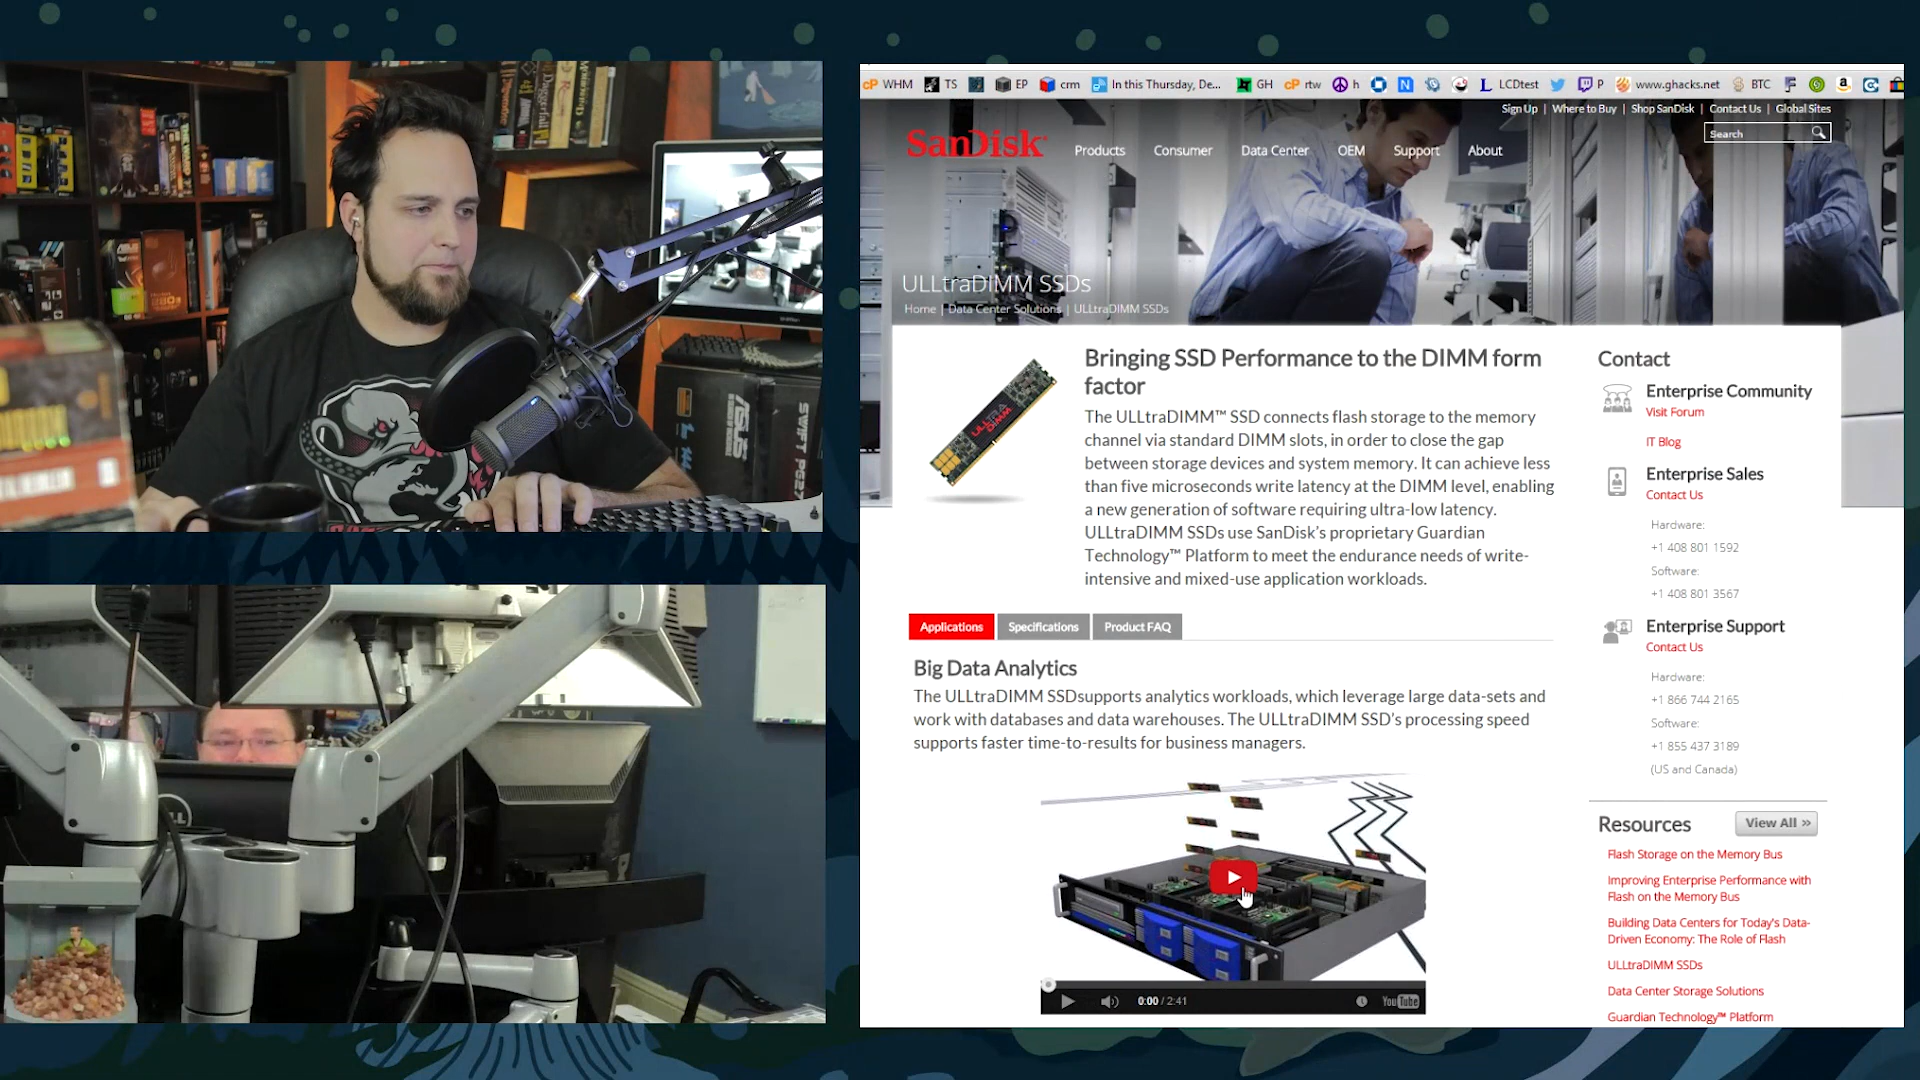 WHM
TS
EP
crm
In this Thursday, De...
GH
rtw
h
LCDtest
P
www.ghacks.net
BTC
Sign Up | Where to Buy | Shop SanDisk | Contact Us | Global Sites
SanDisk
Products
Consumer
Data Center
OEM
Support
About
Search
ULLtraDIMM SSDs
Home | Data Center Solutions | ULLtraDIMM SSDs
Bringing SSD Performance to the DIMM form
factor
The ULLtraDIMM™ SSD connects flash storage to the memory
channel via standard DIMM slots, in order to close the gap
between storage devices and system memory. It can achieve less
than five microseconds write latency at the DIMM level, enabling
a new generation of software requiring ultra-low latency.
ULLtraDIMM SSDs use SanDisk's proprietary Guardian
Technology™ Platform to meet the endurance needs of write-
intensive and mixed-use application workloads.
ULLTRA
DIMM
Applications
Specifications
Product FAQ
Big Data Analytics
The ULLtraDIMM SSDsupports analytics workloads, which leverage large data-sets and
work with databases and data warehouses. The ULLtraDIMM SSD's processing speed
supports faster time-to-results for business managers.
0:00 / 2:41
YouTube
Contact
Enterprise Community
Visit Forum
IT Blog
Enterprise Sales
Contact Us
Hardware:
+1 408 801 1592
Software:
+1 408 801 3567
Enterprise Support
Contact Us
Hardware:
+1 866 744 2165
Software:
+1 855 437 3189
(US and Canada)
Resources
View All »
Flash Storage on the Memory Bus
Improving Enterprise Performance with
Flash on the Memory Bus
Building Data Centers for Today's Data-
Driven Economy: The Role of Flash
ULLtraDIMM SSDs
Data Center Storage Solutions
Guardian Technology™ Platform
Daggerfall
ASUS
SWIFT PG27
DELL